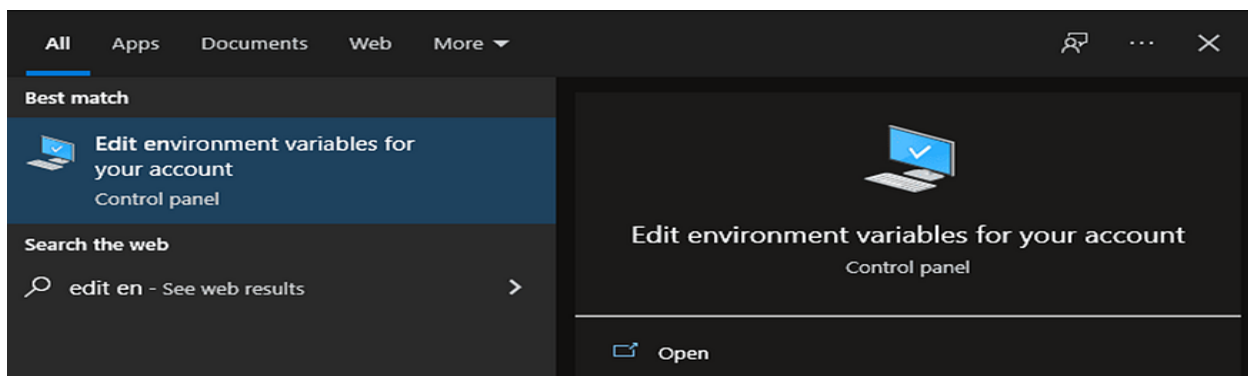 All Apps Documents Web More
Best match
Edit environment variables for
your account
Control panel
Search the web
edit en - See web results
Edit environment variables for your account
Control panel
Open